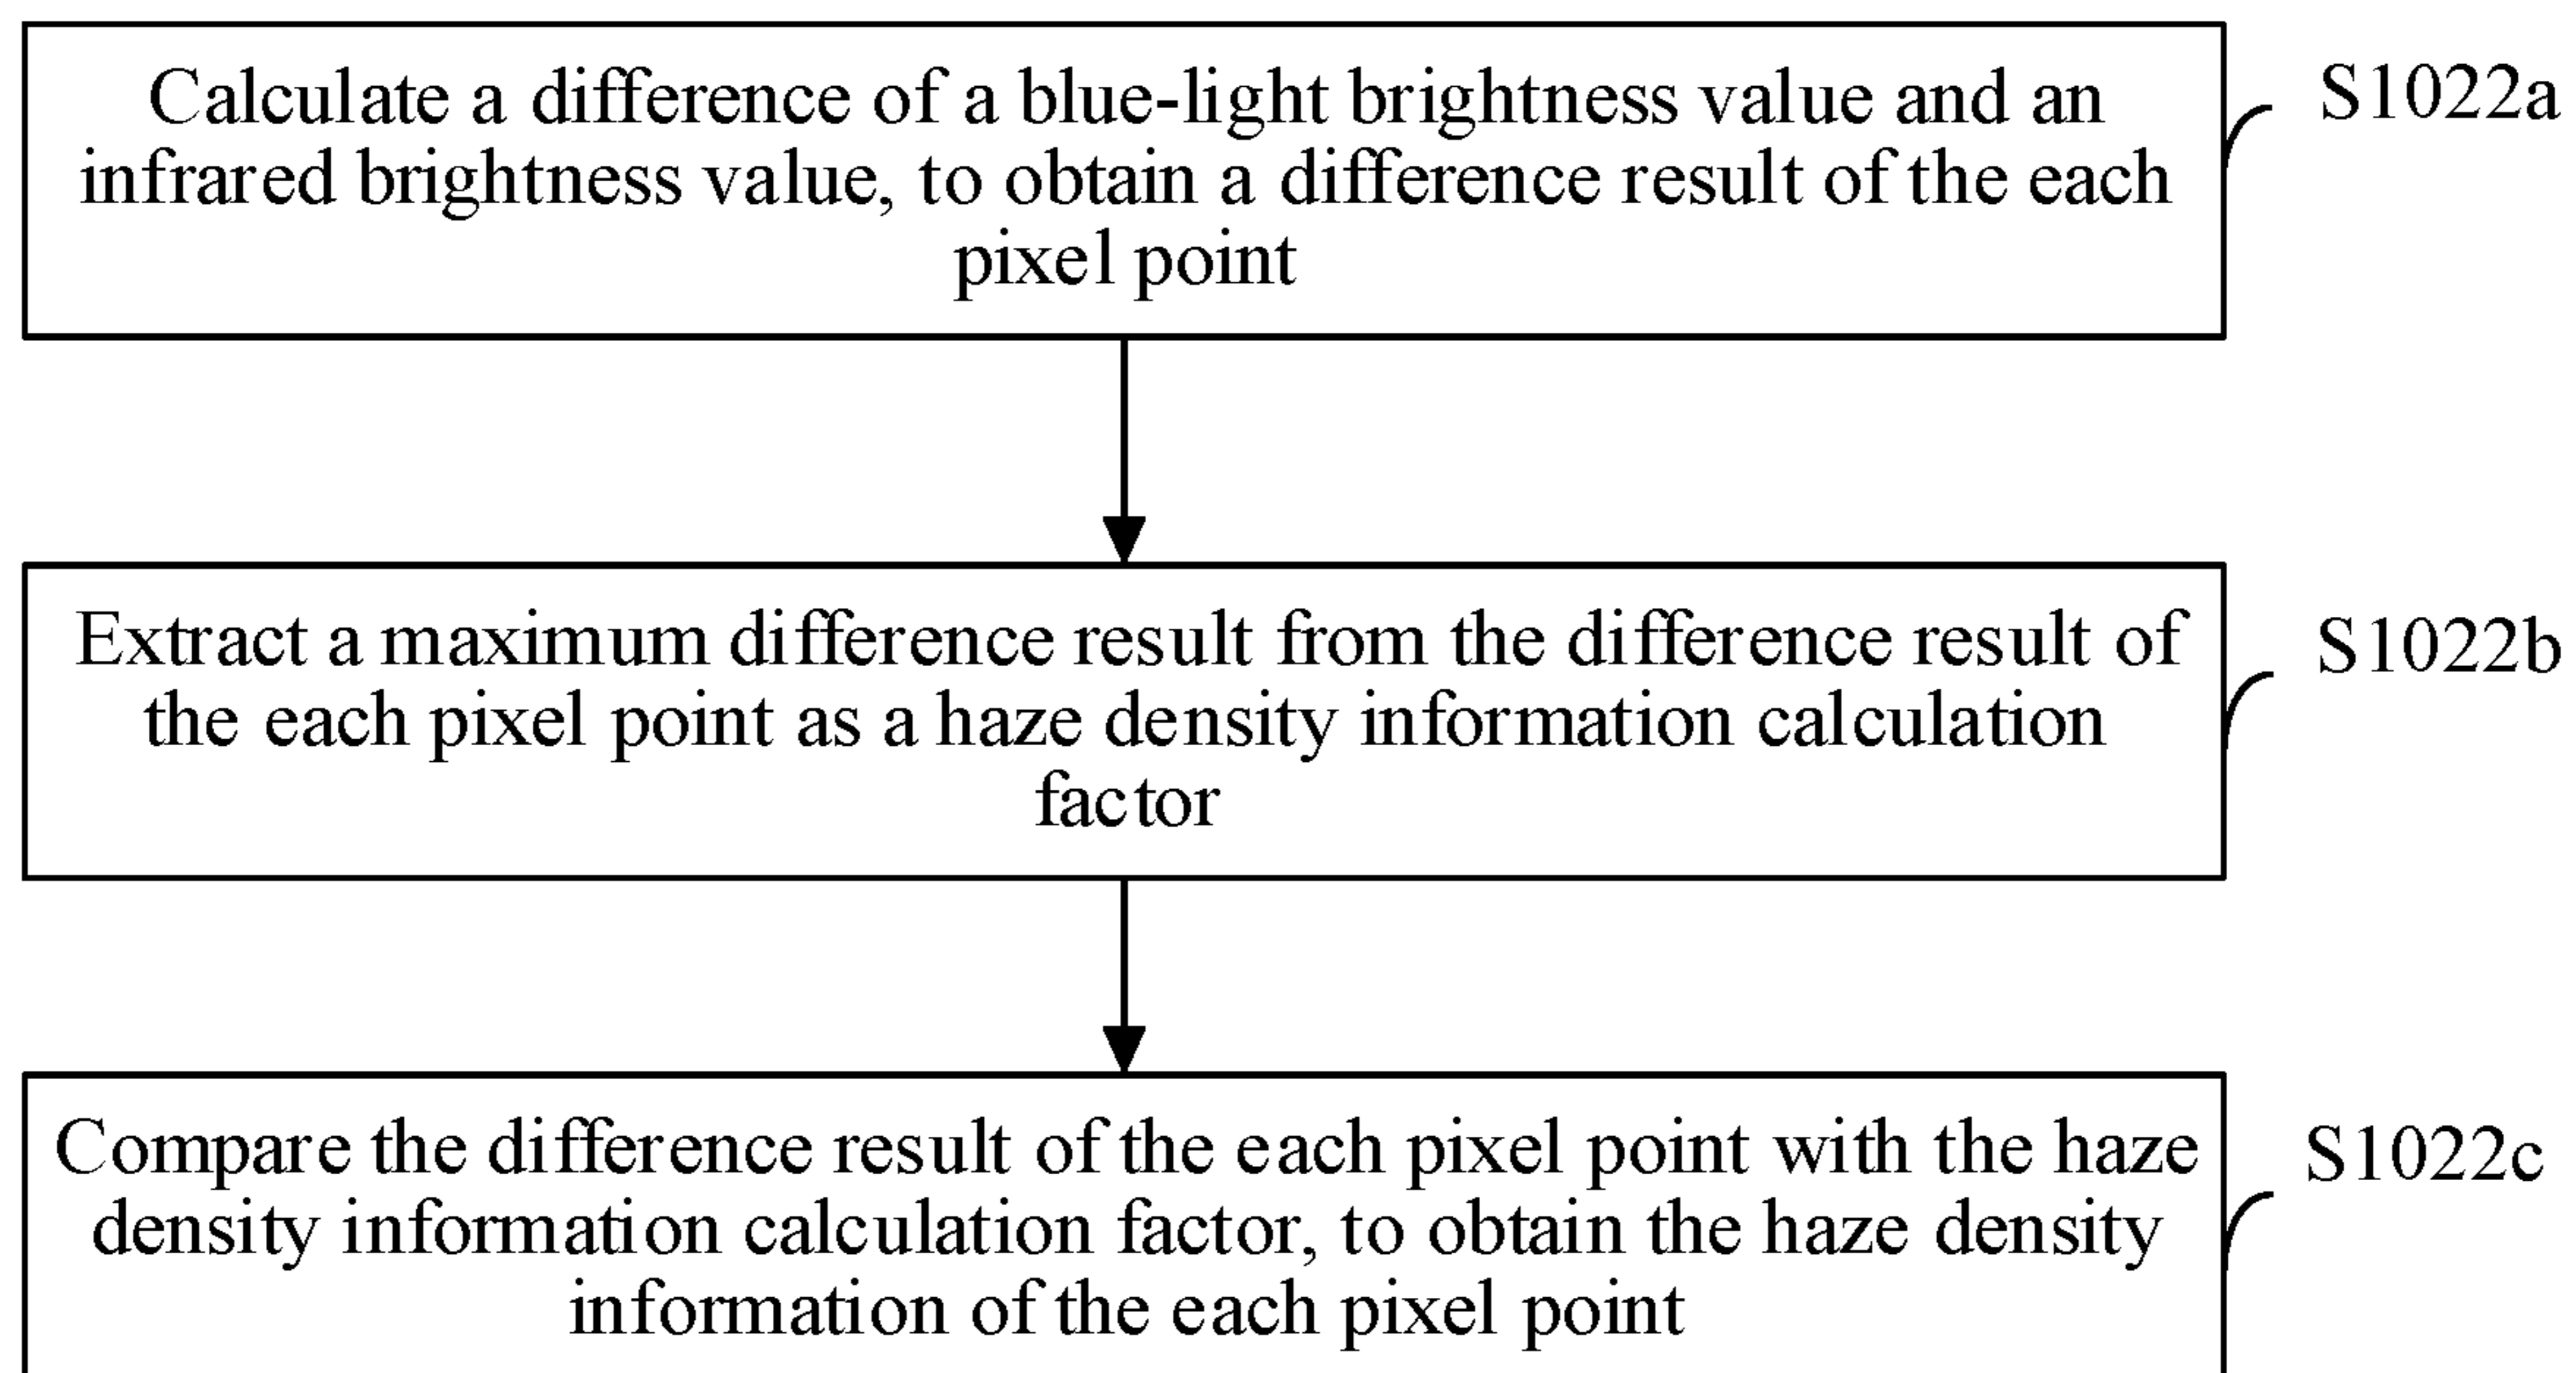 Calculate a difference of a blue-light brightness value and an
infrared brightness value, to obtain a difference result of the each
pixel point
S1022a
Extract a maximum difference result from the difference result of
the each pixel point as a haze density information calculation
factor
S1022b
Compare the difference result of the each pixel point with the haze
density information calculation factor, to obtain the haze density
information of the each pixel point
S1022c